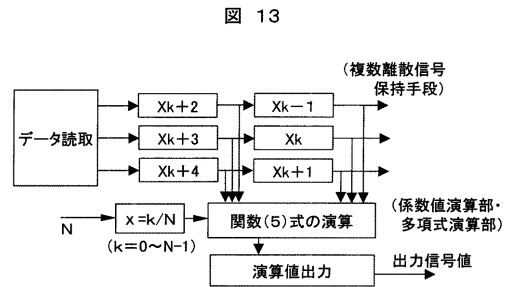 図 13
(複数離散信号
保持手段)
データ読取
Xk+2
Xk−1
Xk+3
Xk
Xk+4
Xk+1
N
x=k/N
(k=0〜N-1)
関数(5)式の演算
(係数値演算部・
多項式演算部)
演算値出力
出力信号値